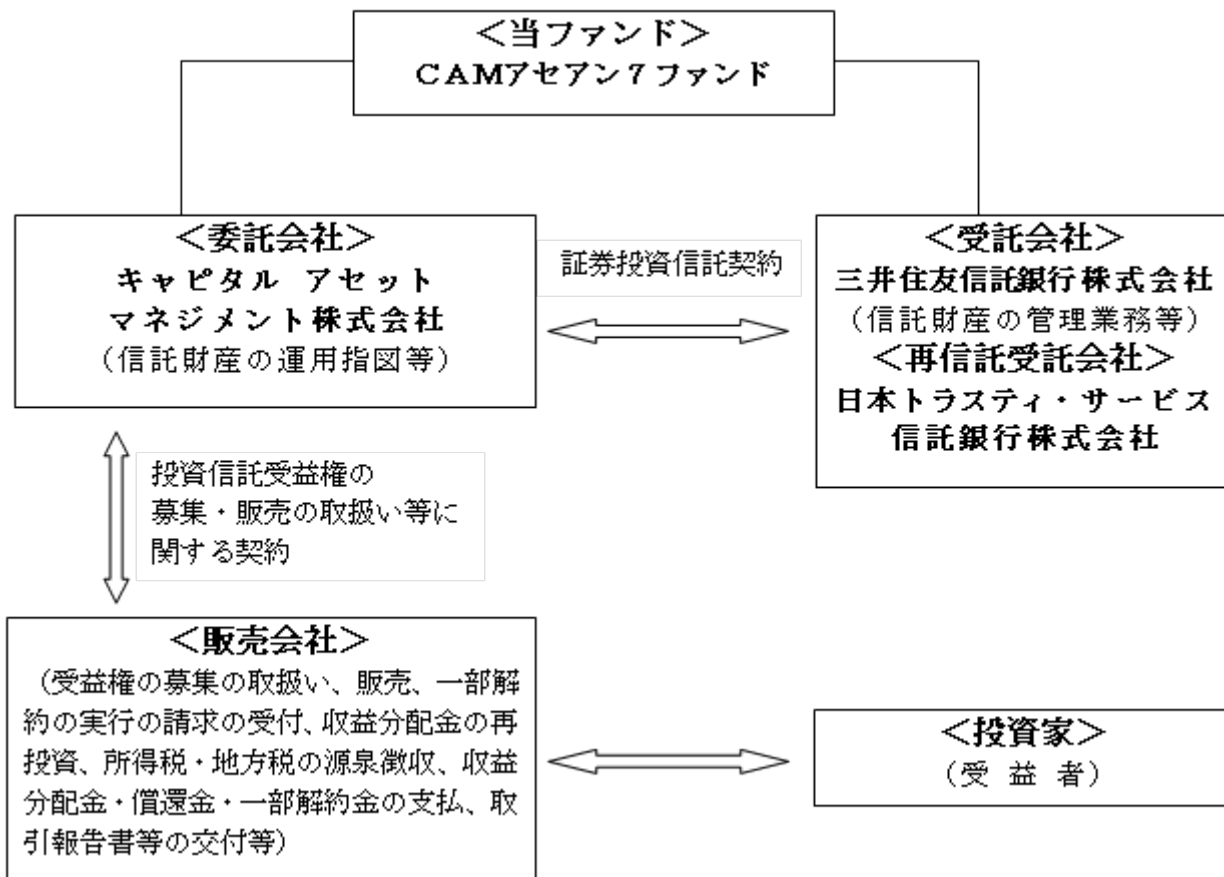 ＜当ファンド＞
ＣＡＭアセアン７ファンド
＜委託会社＞
キャピタル アセット
マネジメント株式会社
（信託財産の運用指図等）
証券投資信託契約
＜受託会社＞
三井住友信託銀行株式会社
（信託財産の管理業務等）
＜再信託受託会社＞
日本トラスティ・サービス
信託銀行株式会社
投資信託受益権の
募集・販売の取扱い等に
関する契約
＜販売会社＞
（受益権の募集の取扱い、販売、一部解
約の実行の請求の受付、収益分配金の再
投資、所得税・地方税の源泉徴収、収益
分配金・償還金・一部解約金の支払、取
引報告書等の交付等）
＜投資家＞
（受 益 者）